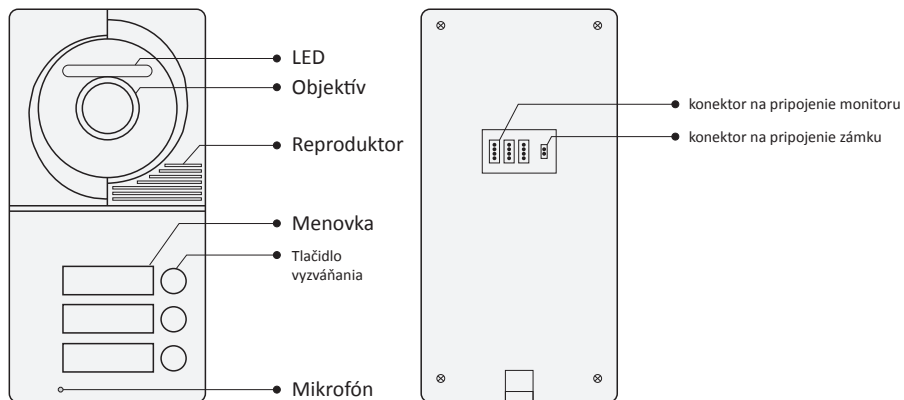 LED
Objektív
Reproduktor
Menovka
Tlačidlo
vyzváňania
Mikrofón
konektor na pripojenie monitoru
konektor na pripojenie zámku